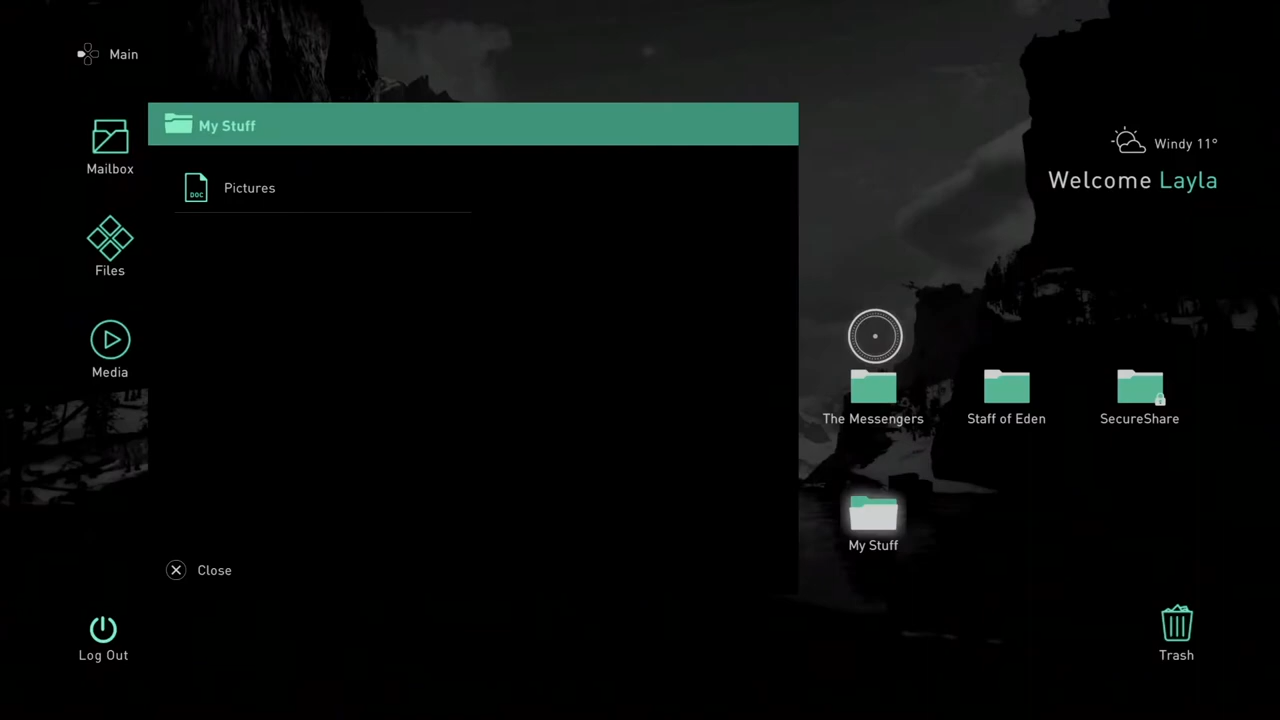 Main
My Stuff
Mailbox
DOC
Pictures
Windy 11°
Welcome Layla
Files
Media
The Messengers
Staff of Eden
SecureShare
My Stuff
Close
Log Out
Trash